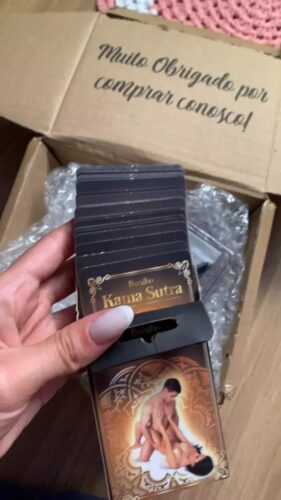 Muito Obrigado por
comprar conosco!
Baralho
Kama Sutra
Baralho